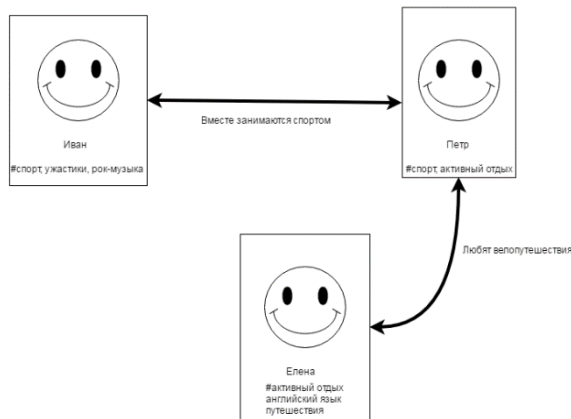 Вместе занимаются спортом
Иван
Петр
#спорт, ужастики, рок-музыка
#спорт, активный отдых
Любят велопутешествия
Елена
#активный отдых
английский язык
путешествия